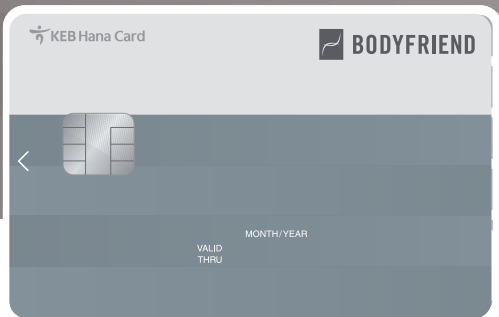 KEB Hana Card
BODYFRIEND
MONTH/YEAR
VALID
THRU